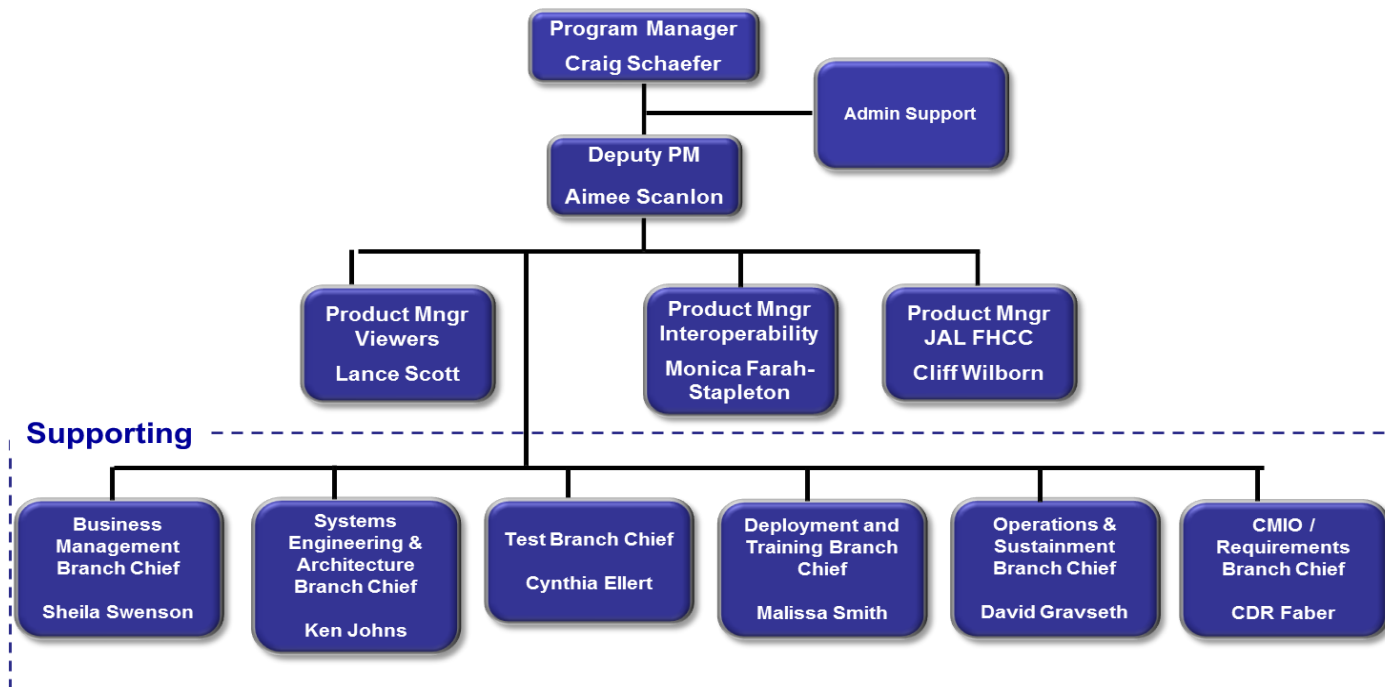 Program Manager
Craig Schaefer
Admin Support
Deputy PM
Aimee Scanlon
Product Mngr
Viewers
Lance Scott
Product Mngr
Interoperability
Monica Farah-
Stapleton
Product Mngr
JAL FHCC
Cliff Wilborn
Supporting
Business
Management
Branch Chief
Sheila Swenson
Systems
Engineering &
Architecture
Branch Chief
Ken Johns
Test Branch Chief
Cynthia Ellert
Deployment and
Training Branch
Chief
Malissa Smith
Operations &
Sustainment
Branch Chief
David Gravseth
CMIO /
Requirements
Branch Chief
CDR Faber